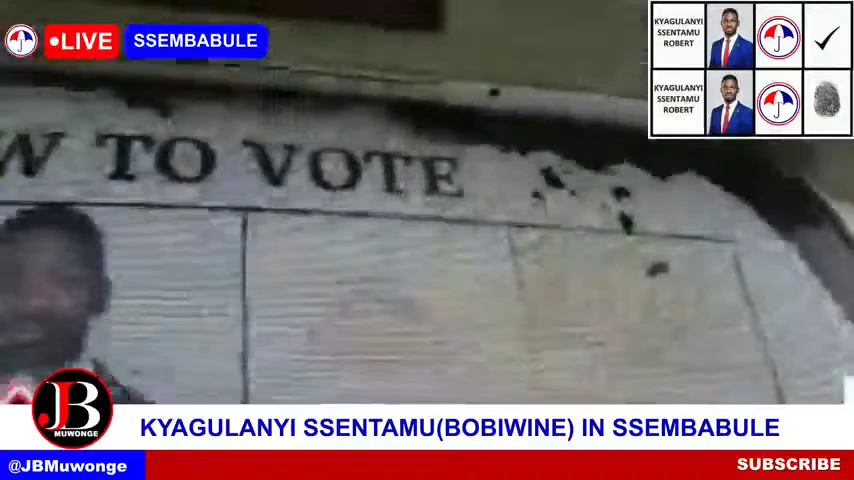 LIVE
SSEMBABULE
KYAGULANYI
SSENTAMU
ROBERT
KYAGULANYI
SSENTAMU
ROBERT
W TO VOTE
JB
MUWONGE
KYAGULANYI SSENTAMU(BOBIWINE) IN SSEMBABULE
@JBMuwonge
SUBSCRIBE